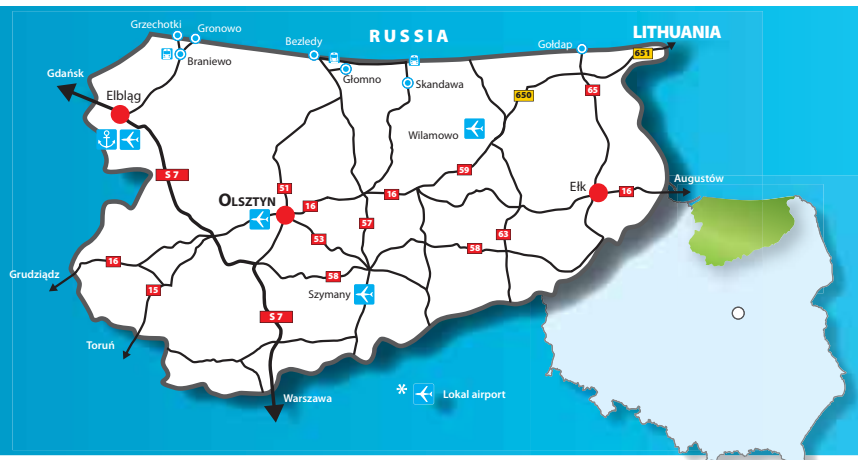 Grzechotki
Gronowo
RUSSIA
LITHUANIA
Bezledy
Gołdap
651
Braniewo
Gdańsk
Głomno
Skandawa
Elbląg
650
65
Wilamowo
S 7
59
51
16
Ełk
16
Augustów
OLSZTYN
16
57
53
63
58
16
Grudziądz
58
15
Szymany
S 7
Toruń
Warszawa
* Lokal airport